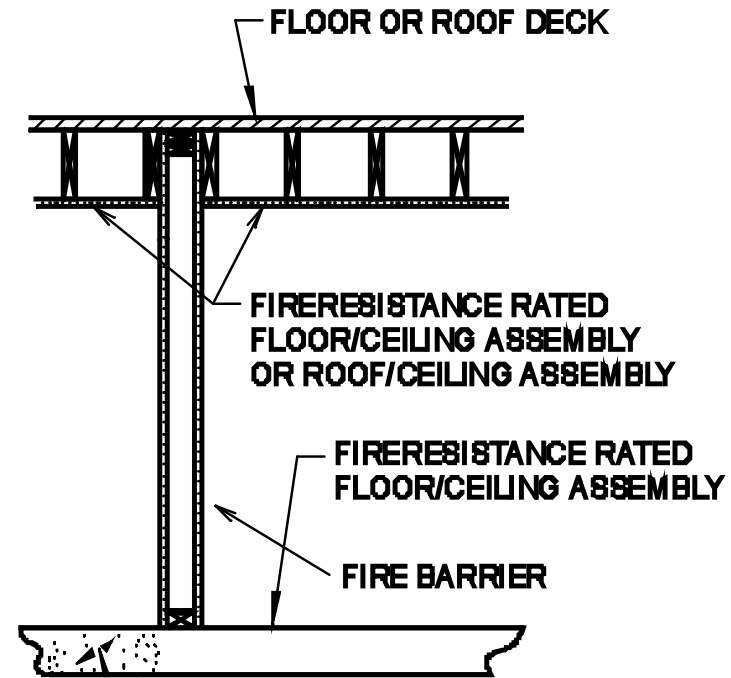 FLOOR OR ROOF DECK
FIRERESISTANCE RATED
FLOOR/CEILING ASSEMBLY
OR ROOF/CEILING ASSEMBLY
FIRERESISTANCE RATED
FLOOR/CEILING ASSEMBLY
FIRE BARRIER